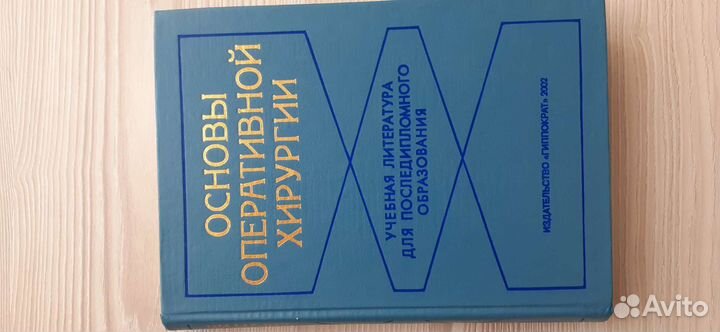 ОСНОВЫ
ОПЕРАТИВНОЙ
ХИРУРГИИ
УЧЕБНАЯ ЛИТЕРАТУРА
ДЛЯ ПОСЛЕДИПЛОМНОГО
ОБРАЗОВАНИЯ
ИЗДАТЕЛЬСТВО «ГИППОКРАТ» 2002
Avito